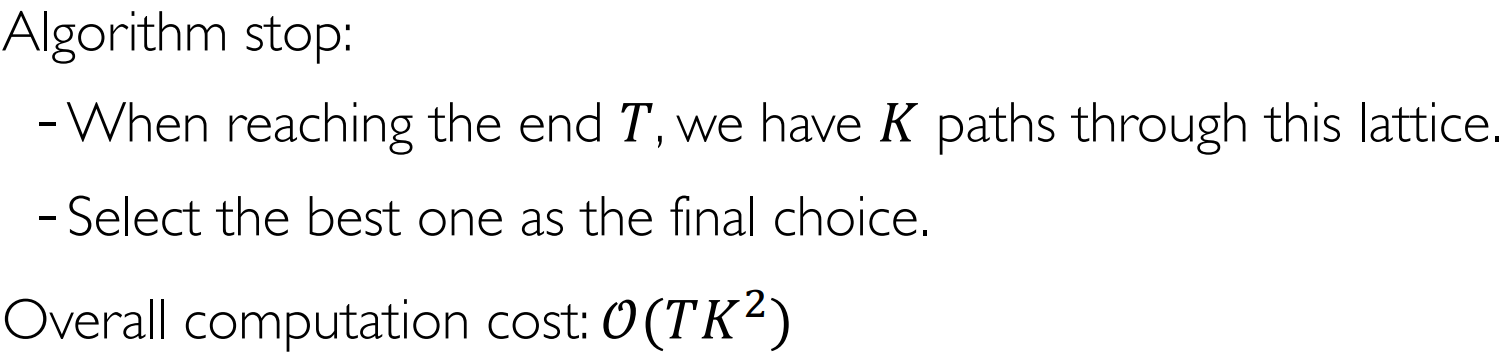 Algorithm stop:
- When reaching the end T, we have K paths through this lattice.
- Select the best one as the final choice.
Overall computation cost: 𝒪(TK²)